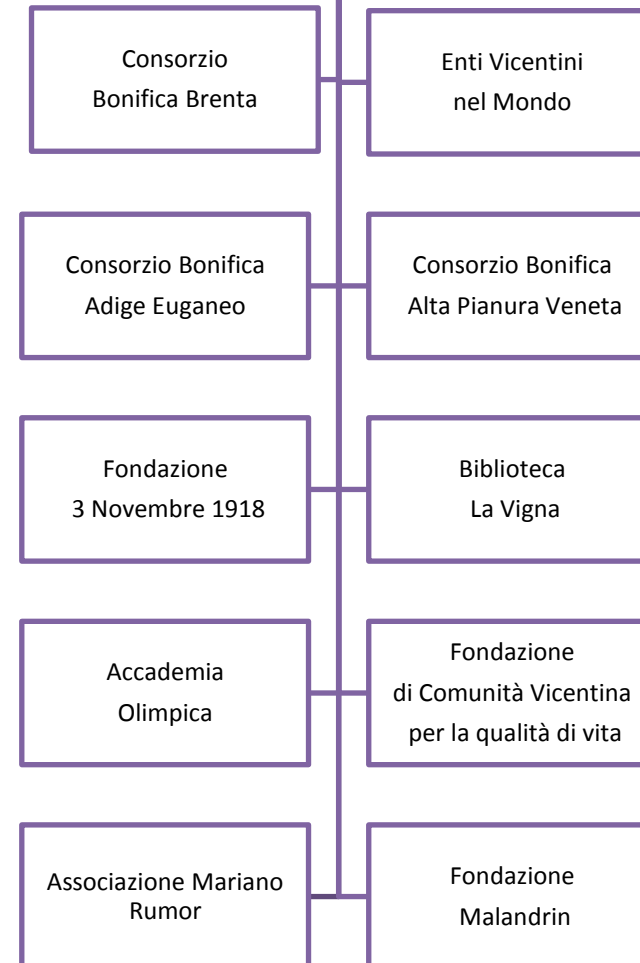 Consorzio
Bonifica Brenta
Enti Vicentini
nel Mondo
Consorzio Bonifica
Adige Euganeo
Consorzio Bonifica
Alta Pianura Veneta
Fondazione
3 Novembre 1918
Biblioteca
La Vigna
Accademia
Olimpica
Fondazione
di Comunità Vicentina
per la qualità di vita
Associazione Mariano
Rumor
Fondazione
Malandrin